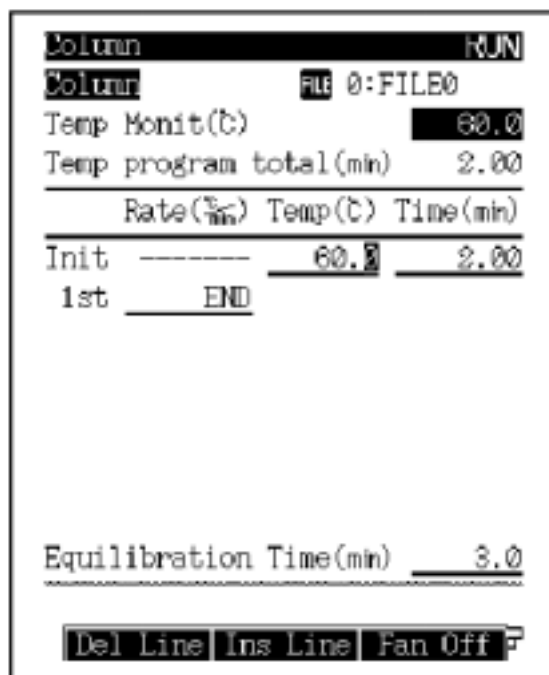 Column RUN
Column FILE 0:FILE0
Temp Monit(℃) 60.0
Temp program total(min) 2.00
Rate(℃/min) Temp(℃) Time(min)
Init ------- 60.0 2.00
1st END
Equilibration Time(min) 3.0
Del Line Ins Line Fan Off